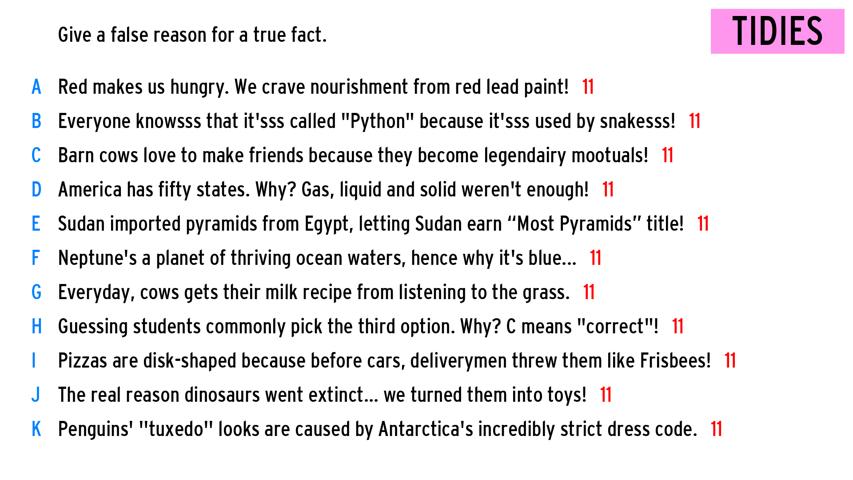 Give a false reason for a true fact.
TIDIES
A Red makes us hungry. We crave nourishment from red lead paint! 11
B Everyone knowsss that it'sss called "Python" because it'sss used by snakesss! 11
C Barn cows love to make friends because they become legendairy mootuals! 11
D America has fifty states. Why? Gas, liquid and solid weren't enough! 11
E Sudan imported pyramids from Egypt, letting Sudan earn “Most Pyramids” title! 11
F Neptune's a planet of thriving ocean waters, hence why it's blue... 11
G Everyday, cows gets their milk recipe from listening to the grass. 11
H Guessing students commonly pick the third option. Why? C means "correct"! 11
I Pizzas are disk-shaped because before cars, deliverymen threw them like Frisbees! 11
J The real reason dinosaurs went extinct... we turned them into toys! 11
K Penguins' "tuxedo" looks are caused by Antarctica's incredibly strict dress code. 11